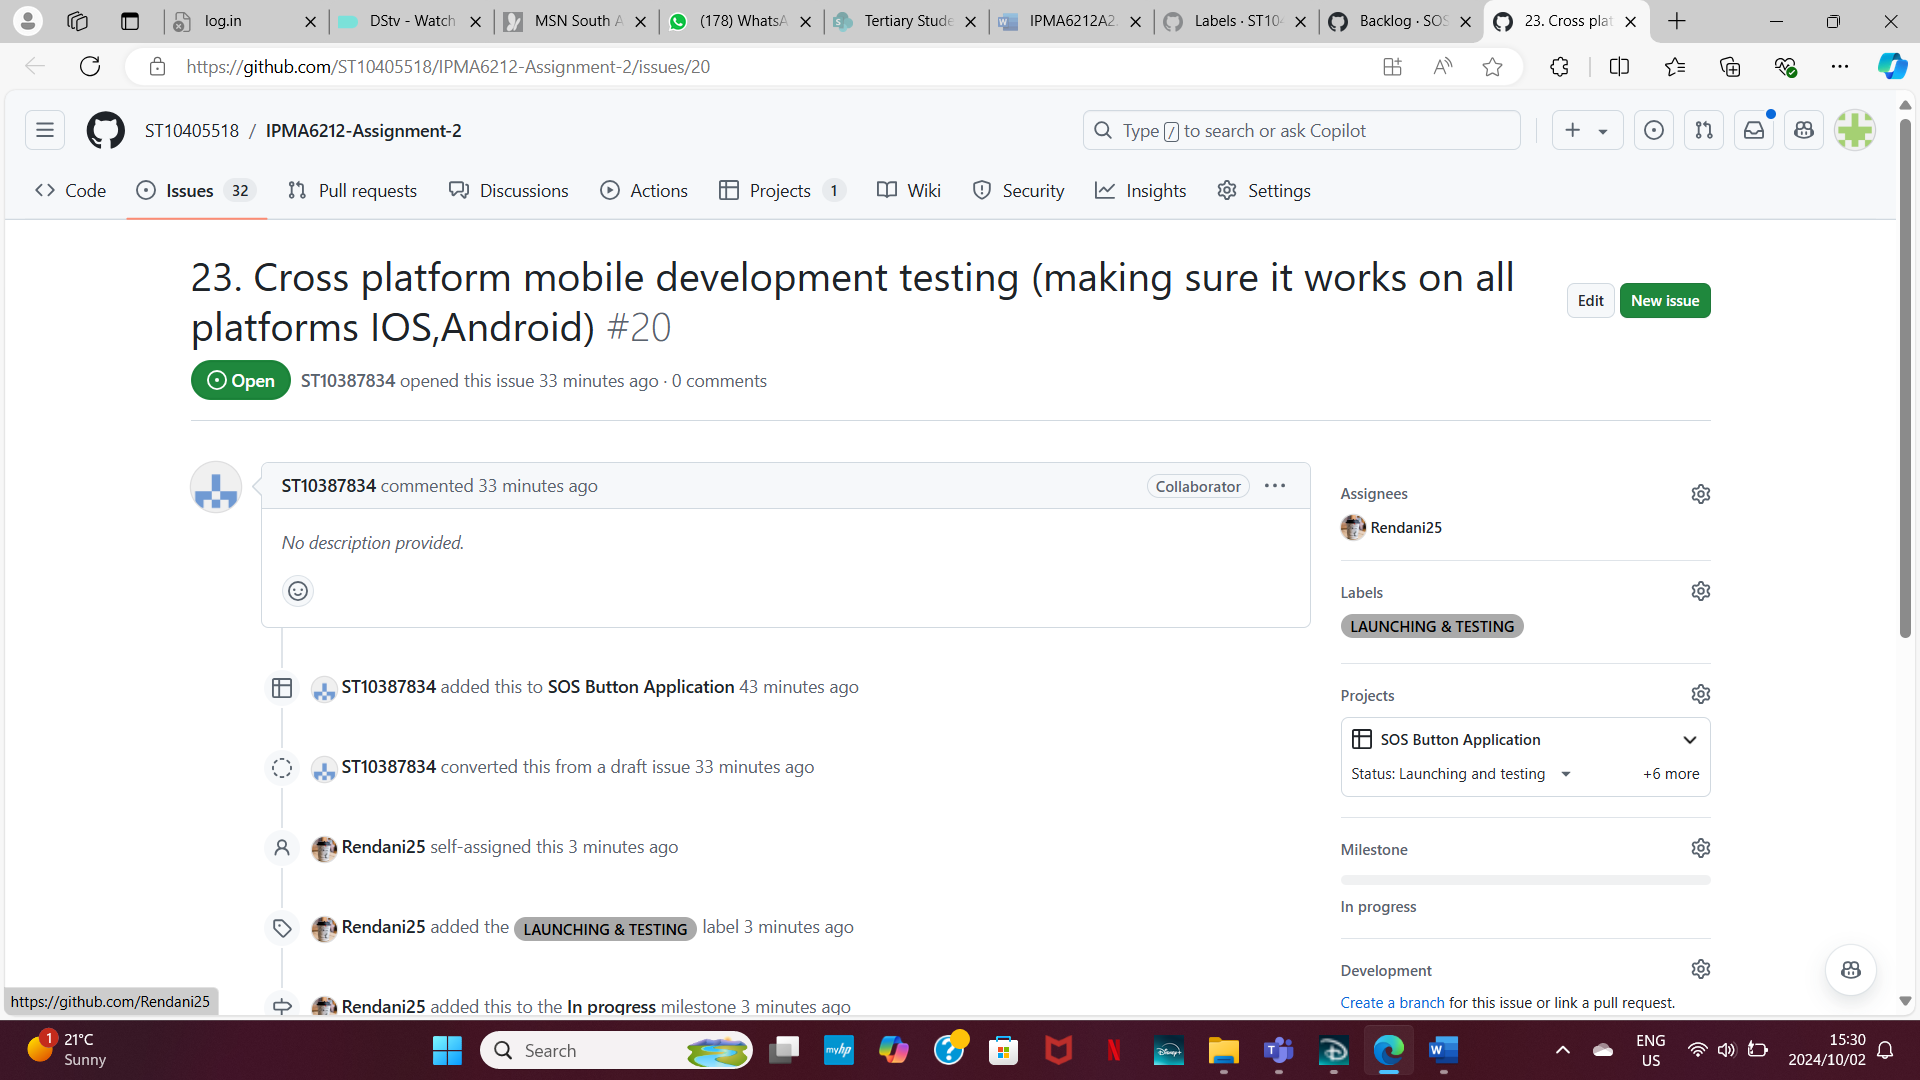 log.in
DStv - Watch
MSN South A
(178) WhatsA
Tertiary Stude
IPMA6212A2.
Labels · ST104
Backlog · SOS
23. Cross plat
https://github.com/ST10405518/IPMA6212-Assignment-2/issues/20
ST10405518 / IPMA6212-Assignment-2
Type / to search or ask Copilot
Code
Issues 32
Pull requests
Discussions
Actions
Projects 1
Wiki
Security
Insights
Settings
23. Cross platform mobile development testing (making sure it works on all
platforms IOS,Android) #20
Edit
New issue
Open
ST10387834 opened this issue 33 minutes ago · 0 comments
ST10387834 commented 33 minutes ago
Collaborator
No description provided.
ST10387834 added this to SOS Button Application 43 minutes ago
ST10387834 converted this from a draft issue 33 minutes ago
Rendani25 self-assigned this 3 minutes ago
Rendani25 added the LAUNCHING & TESTING label 3 minutes ago
Rendani25 added this to the In progress milestone 3 minutes ago
Assignees
Rendani25
Labels
LAUNCHING & TESTING
Projects
SOS Button Application
Status: Launching and testing
+6 more
Milestone
In progress
Development
Create a branch for this issue or link a pull request.
https://github.com/Rendani25
1
21°C
Sunny
Search
myhp
N
Disney+
W
ENG
US
15:30
2024/10/02